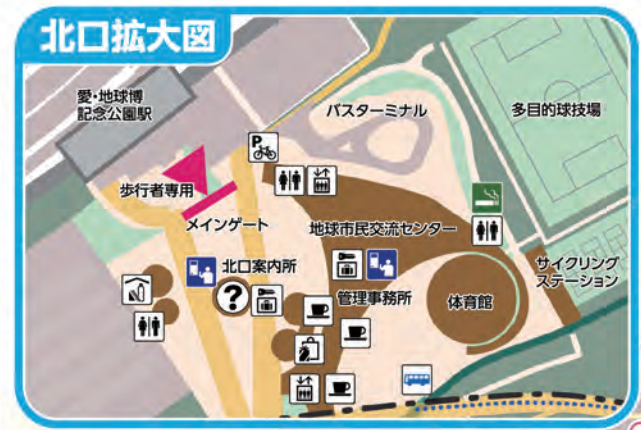 北口拡大図
愛・地球博
記念公園駅
バスターミナル
多目的球技場
P
歩行者専用
メインゲート
地球市民交流センター
北口案内所
?
管理事務所
体育館
サイクリング
ステーション